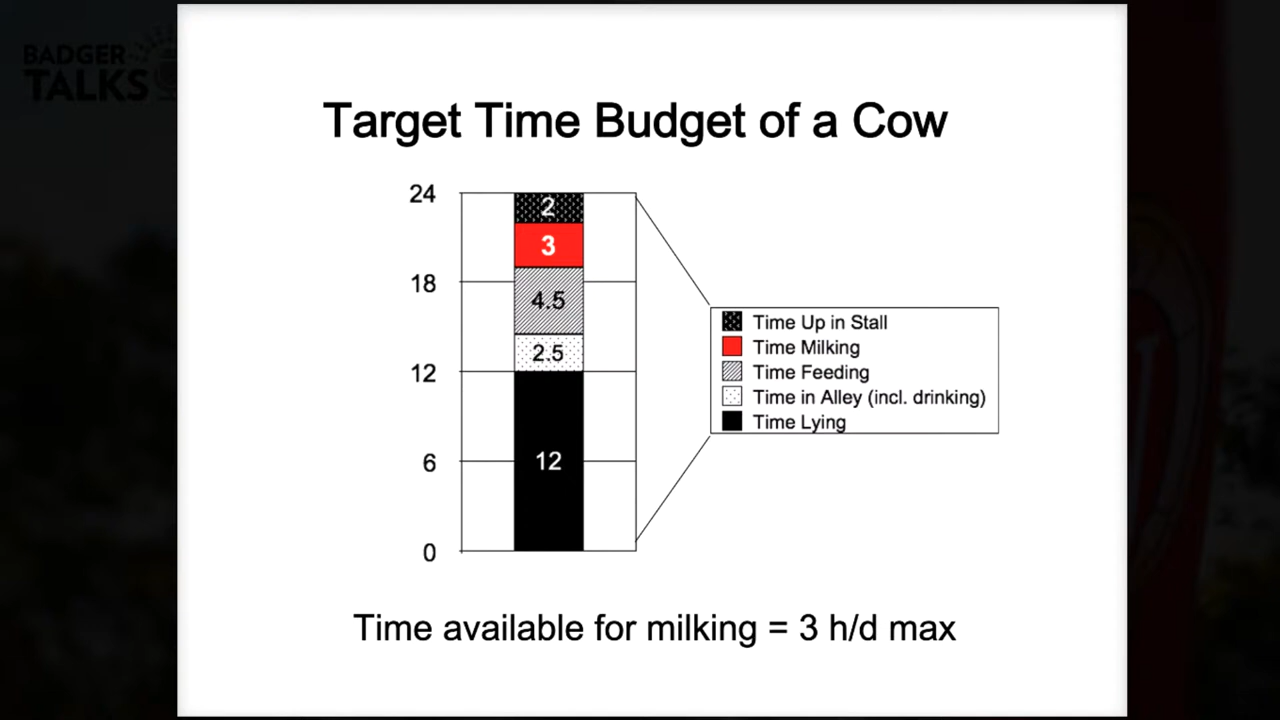 BADGER
TALKS
Target Time Budget of a Cow
24
18
12
6
0
2
3
4.5
2.5
12
Time Up in Stall
Time Milking
Time Feeding
Time in Alley (incl. drinking)
Time Lying
Time available for milking = 3 h/d max